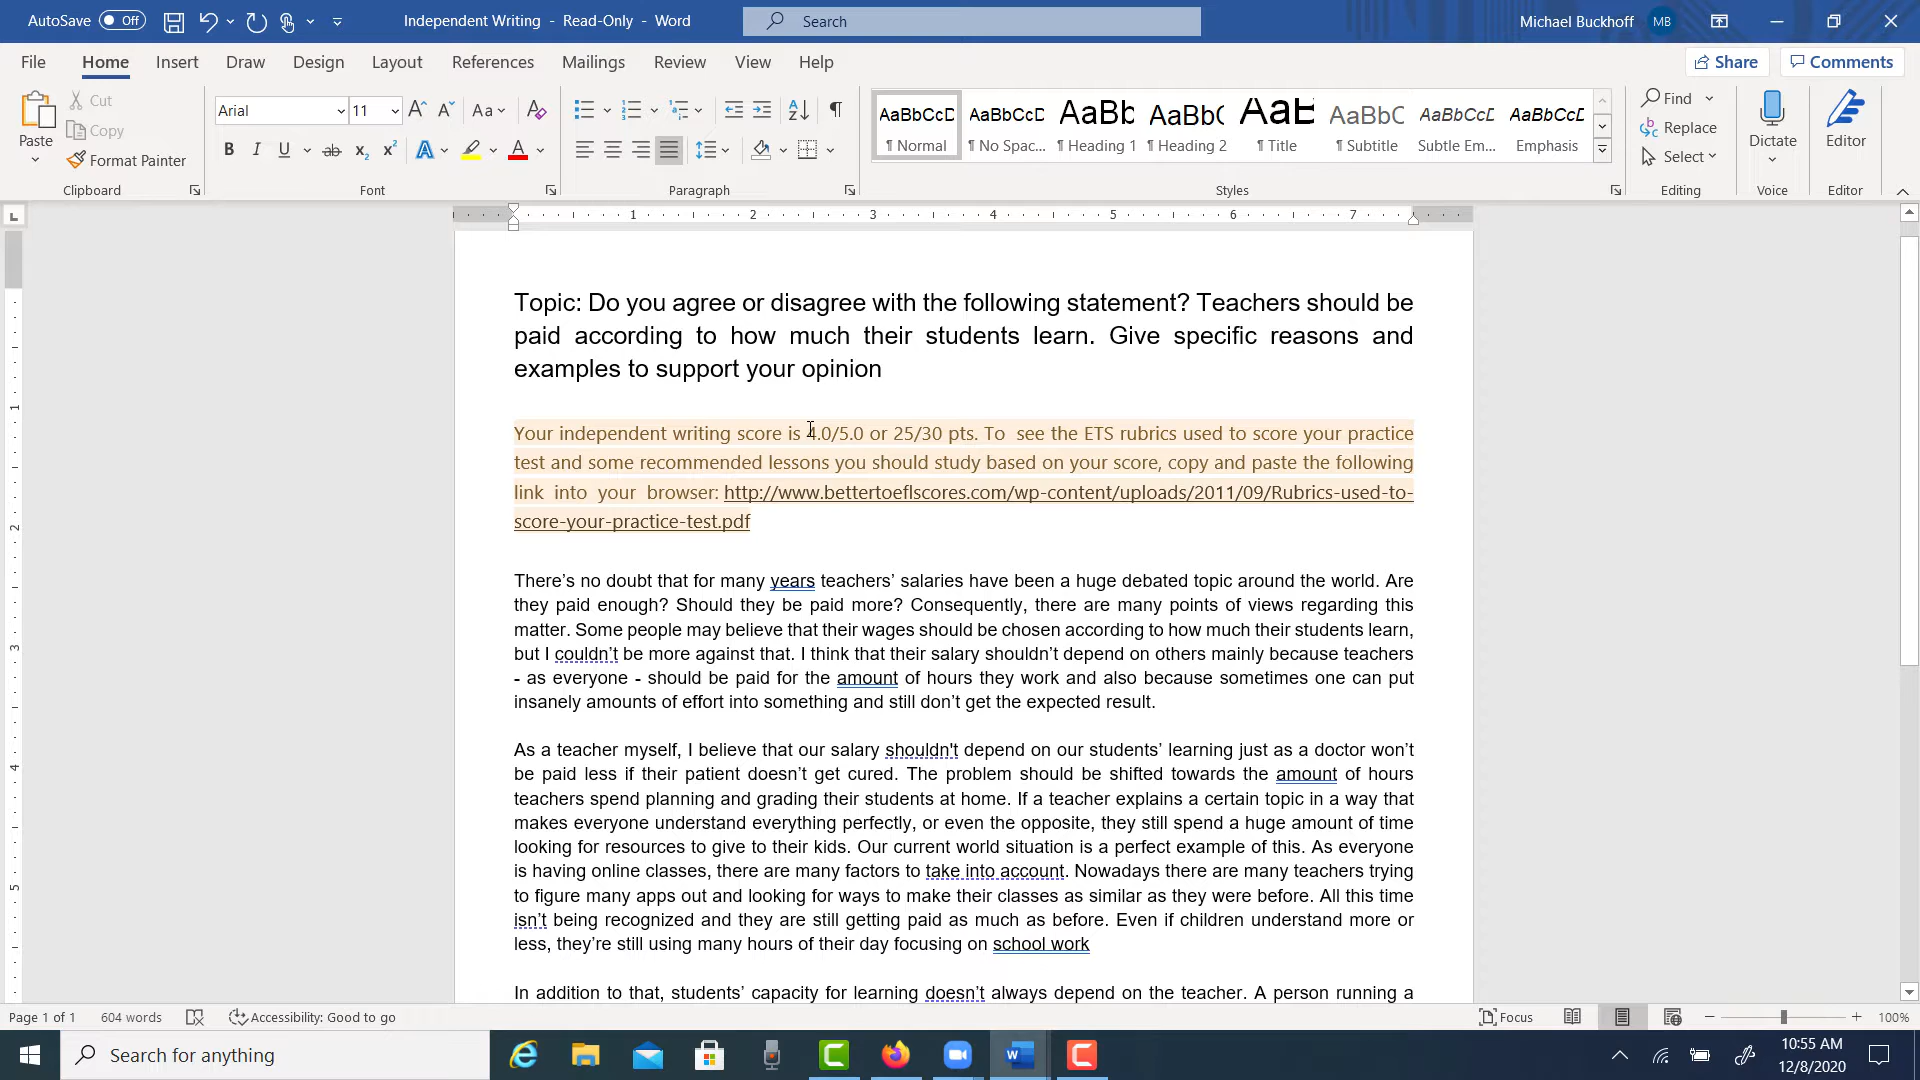 AutoSave Off Independent Writing - Read-Only - Word Search Michael Buckhoff MB
File Home Insert Draw Design Layout References Mailings Review View Help Share Comments
Paste Cut Copy Format Painter Clipboard
Arial 11 Aa B I U ab x₂ x² A A Font
Paragraph
AaBbCcD ¶ Normal AaBbCcD ¶ No Spac... AaBb ¶ Heading 1 AaBbC ¶ Heading 2 AaB ¶ Title AaBbC ¶ Subtitle AaBbCcD Subtle Em... AaBbCcD Emphasis Styles
Find Replace Select Editing
Dictate Voice
Editor Editor
1 2 3 4 5 6 7
Topic: Do you agree or disagree with the following statement? Teachers should be
paid according to how much their students learn. Give specific reasons and
examples to support your opinion
Your independent writing score is 4.0/5.0 or 25/30 pts. To see the ETS rubrics used to score your practice
test and some recommended lessons you should study based on your score, copy and paste the following
link into your browser: http://www.bettertoeflscores.com/wp-content/uploads/2011/09/Rubrics-used-to-
score-your-practice-test.pdf
There's no doubt that for many years teachers' salaries have been a huge debated topic around the world. Are
they paid enough? Should they be paid more? Consequently, there are many points of views regarding this
matter. Some people may believe that their wages should be chosen according to how much their students learn,
but I couldn't be more against that. I think that their salary shouldn't depend on others mainly because teachers
- as everyone - should be paid for the amount of hours they work and also because sometimes one can put
insanely amounts of effort into something and still don't get the expected result.
As a teacher myself, I believe that our salary shouldn't depend on our students' learning just as a doctor won't
be paid less if their patient doesn't get cured. The problem should be shifted towards the amount of hours
teachers spend planning and grading their students at home. If a teacher explains a certain topic in a way that
makes everyone understand everything perfectly, or even the opposite, they still spend a huge amount of time
looking for resources to give to their kids. Our current world situation is a perfect example of this. As everyone
is having online classes, there are many factors to take into account. Nowadays there are many teachers trying
to figure many apps out and looking for ways to make their classes as similar as they were before. All this time
isn't being recognized and they are still getting paid as much as before. Even if children understand more or
less, they're still using many hours of their day focusing on school work
In addition to that, students' capacity for learning doesn't always depend on the teacher. A person running a
1 2 3 4 5
Page 1 of 1 604 words Accessibility: Good to go Focus 100%
Search for anything 10:55 AM
12/8/2020